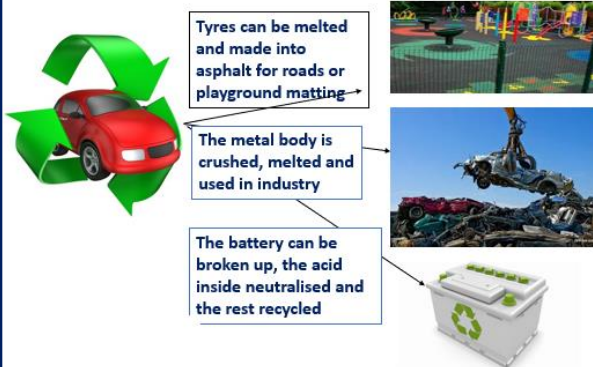 Tyres can be melted
and made into
asphalt for roads or
playground matting
The metal body is
crushed, melted and
used in industry
The battery can be
broken up, the acid
inside neutralised and
the rest recycled